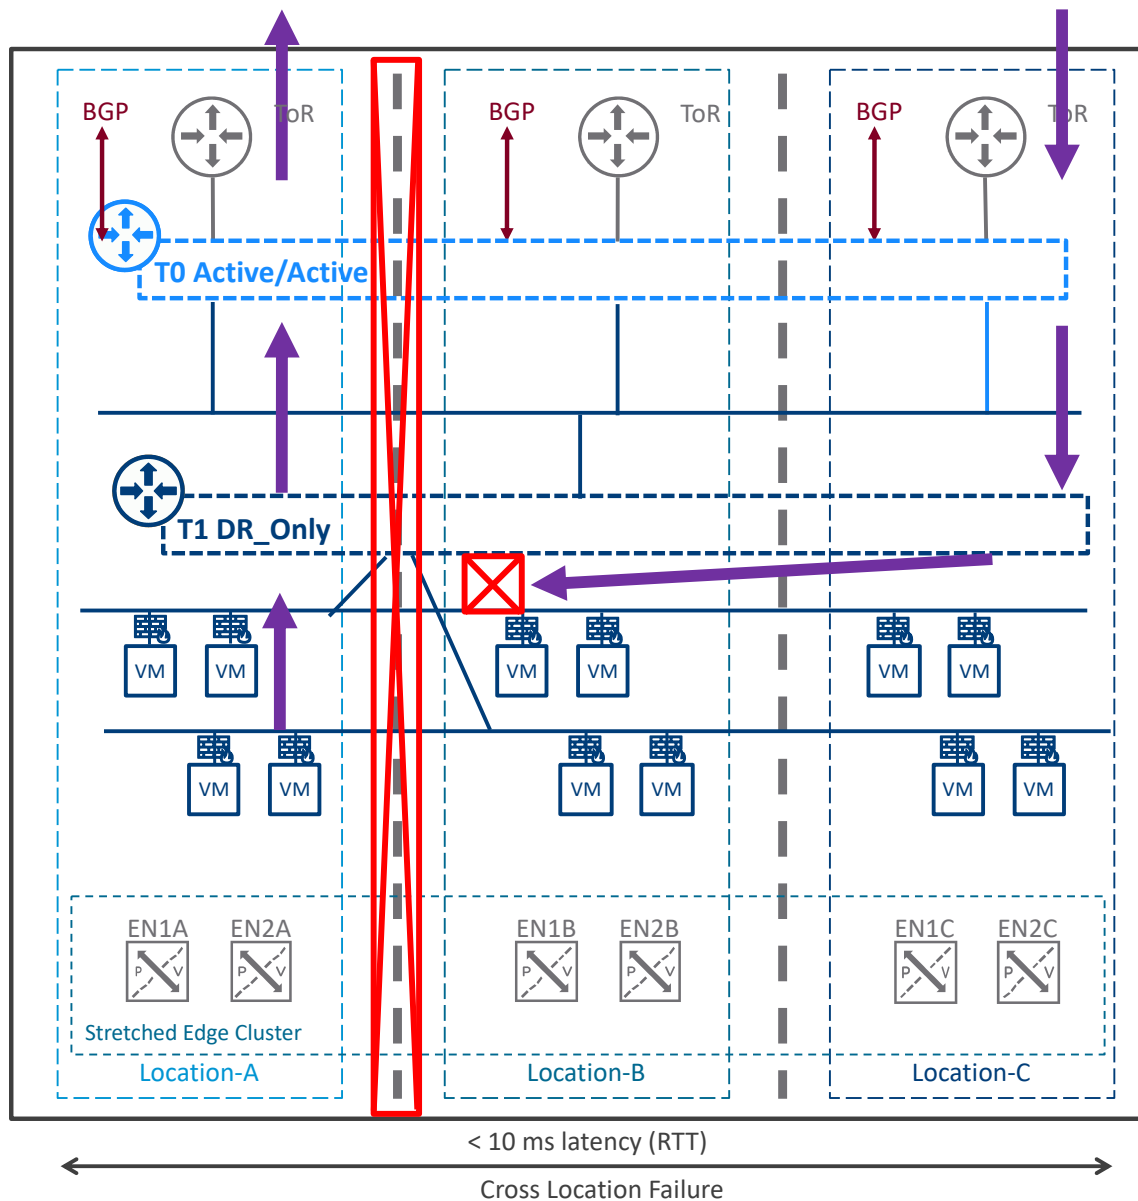 BGP
ToR
BGP
ToR
BGP
ToR
T0 Active/Active
T1 DR_Only
VM
VM
VM
VM
VM
VM
VM
VM
VM
VM
VM
VM
EN1A
EN2A
EN1B
EN2B
EN1C
EN2C
P V
P V
P V
P V
P V
P V
Stretched Edge Cluster
Location-A
Location-B
Location-C
< 10 ms latency (RTT)
Cross Location Failure